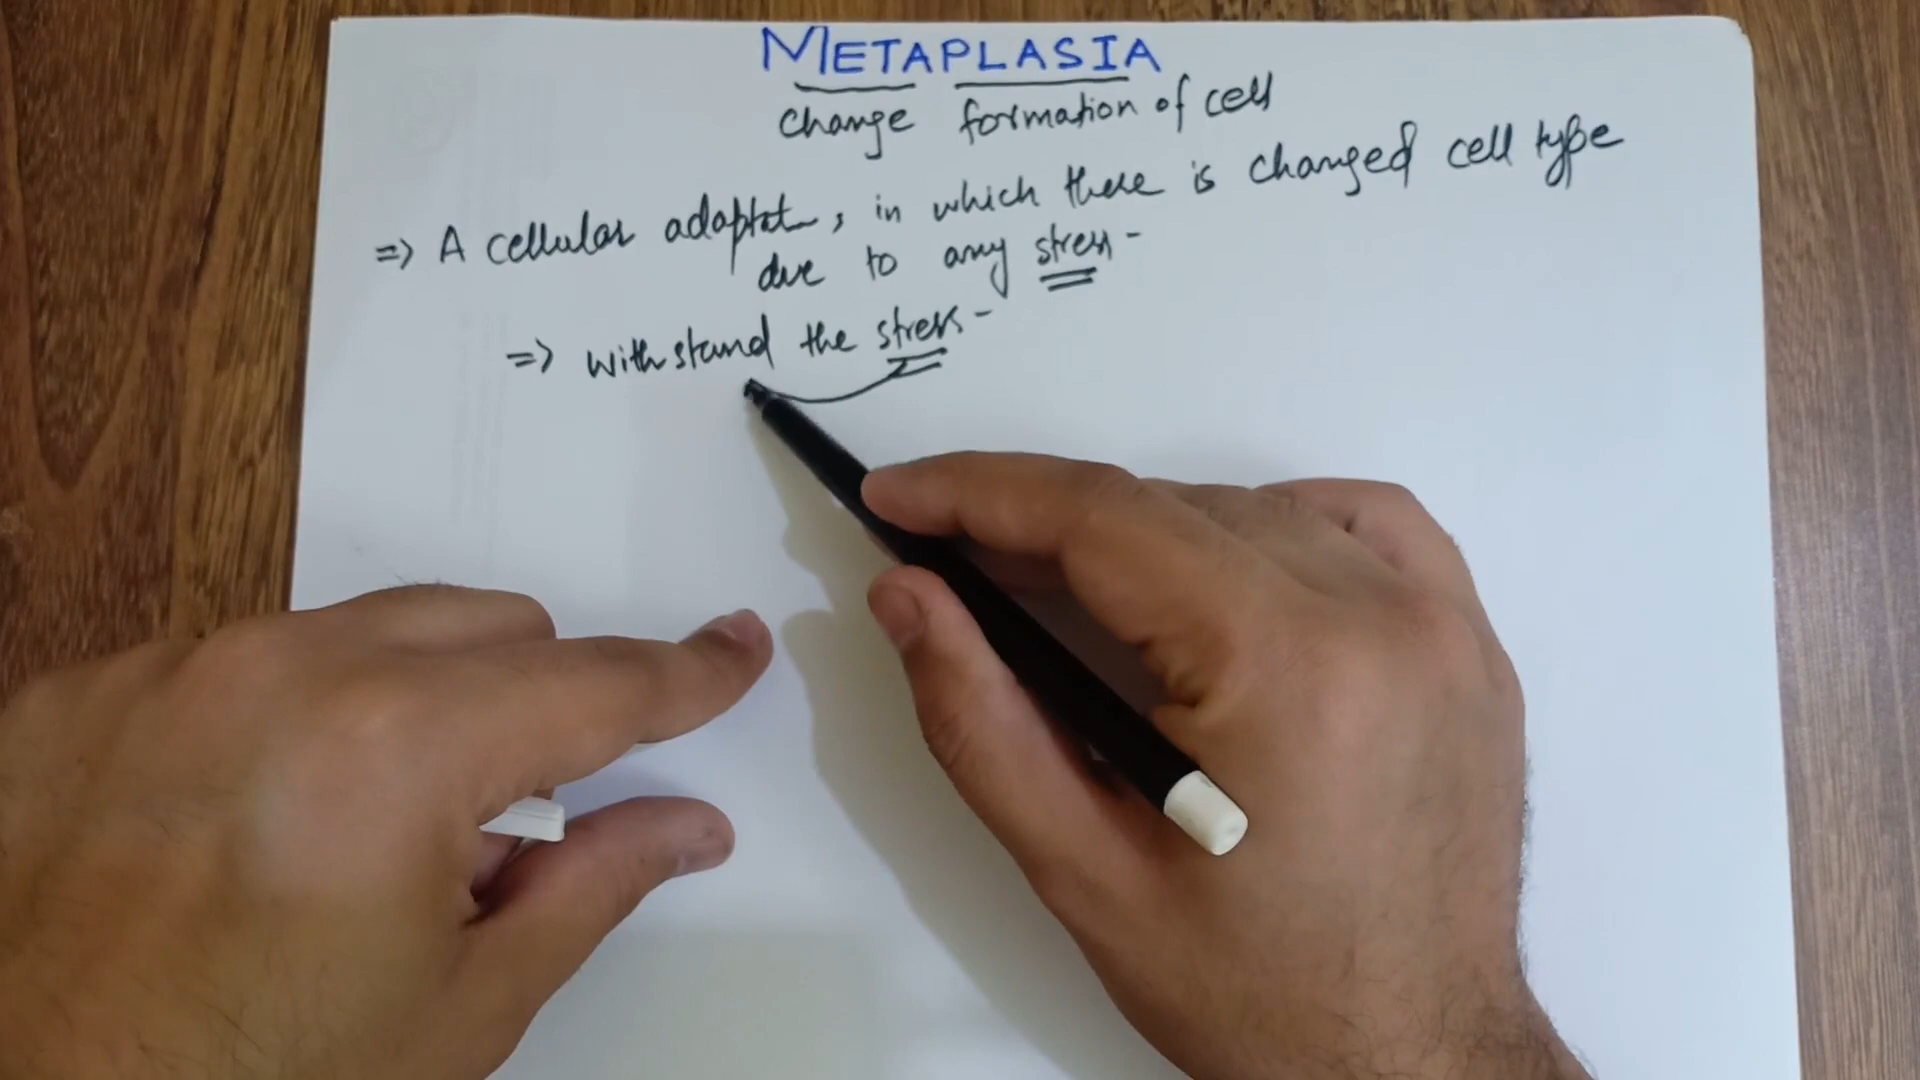 METAPLASIA
change formation of cell
=> A cellular adaptat, in which there is changed cell type
due to any stress -
=> withstand the stress -